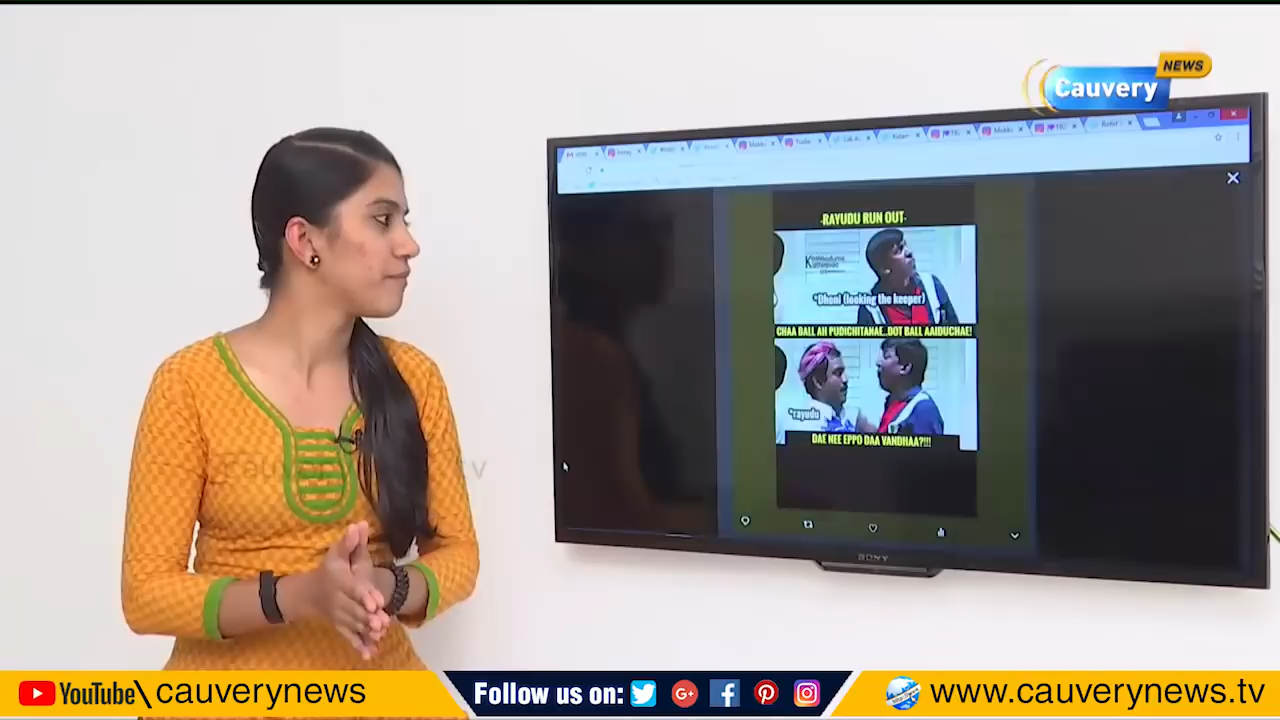 NEWS
Cauvery
-RAYUDU RUN OUT-
*Dhoni (looking the keeper)
CHAA BALL AH PUDICHITANAE..DOT BALL AAIDUCHAE!
*rayudu
DAE NEE EPPO DAA VANDHAA?!!!
SONY
YouTube\cauverynews
Follow us on:
www.cauverynews.tv